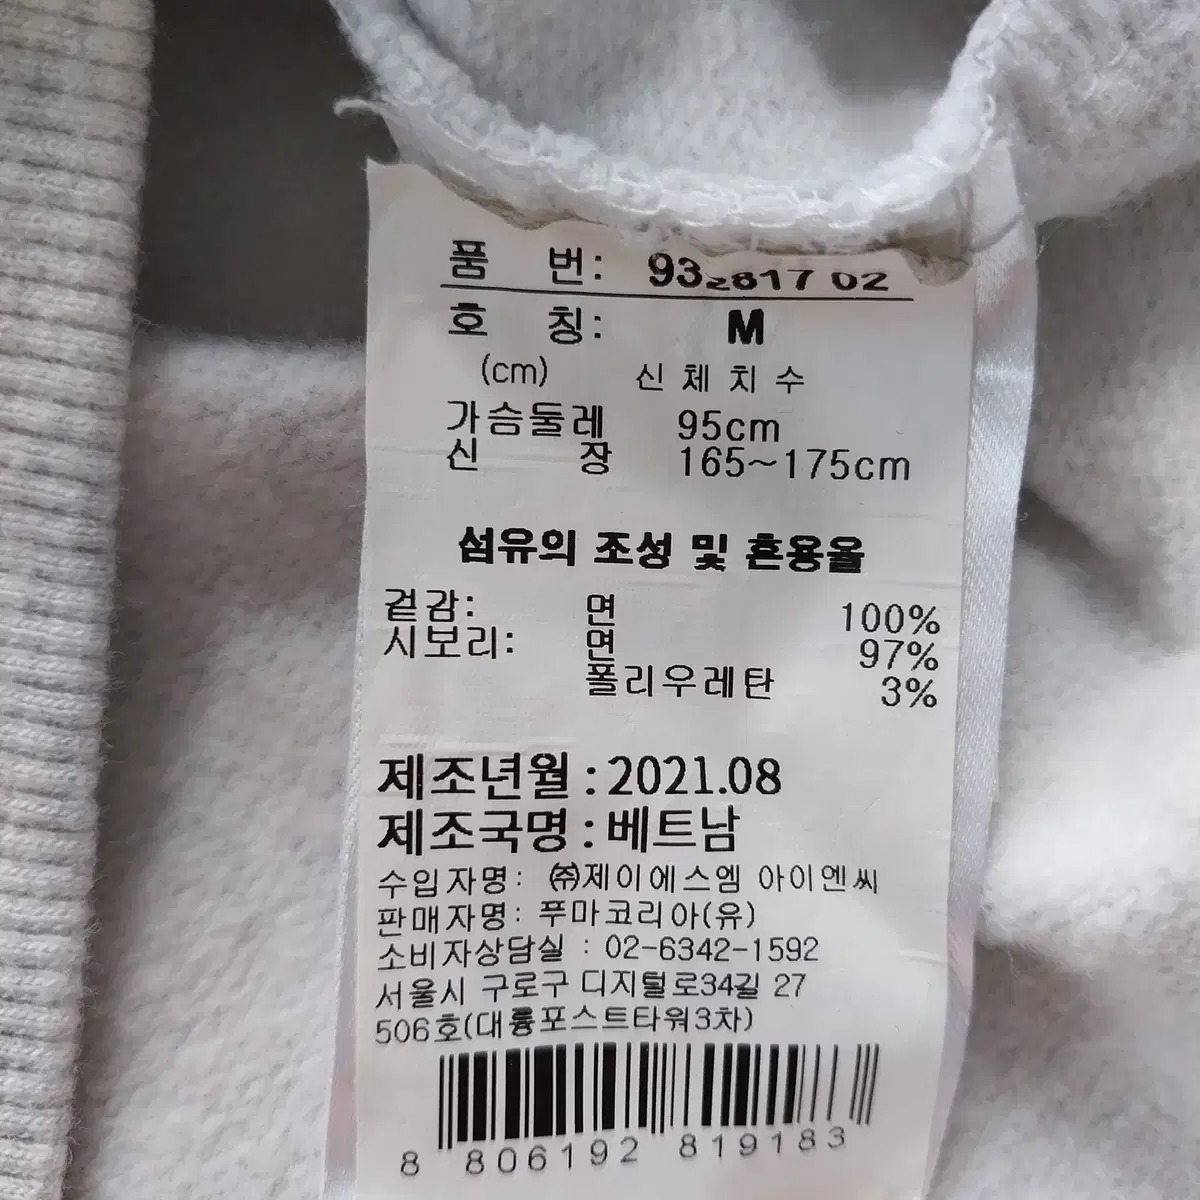 품 번: 932817 02
호 칭: M
(cm) 신 체 치 수
가슴둘레 95cm
신 장 165~175cm
섬유의 조성 및 혼용율
겉감: 면 100%
시보리: 면 97%
폴리우레탄 3%
제조년월 : 2021.08
제조국명 : 베트남
수입자명: ㈜제이에스엠 아이엔씨
판매자명: 푸마코리아(유)
소비자상담실 : 02-6342-1592
서울시 구로구 디지털로34길 27
506호(대륭포스트타워3차)
8 806192 819183